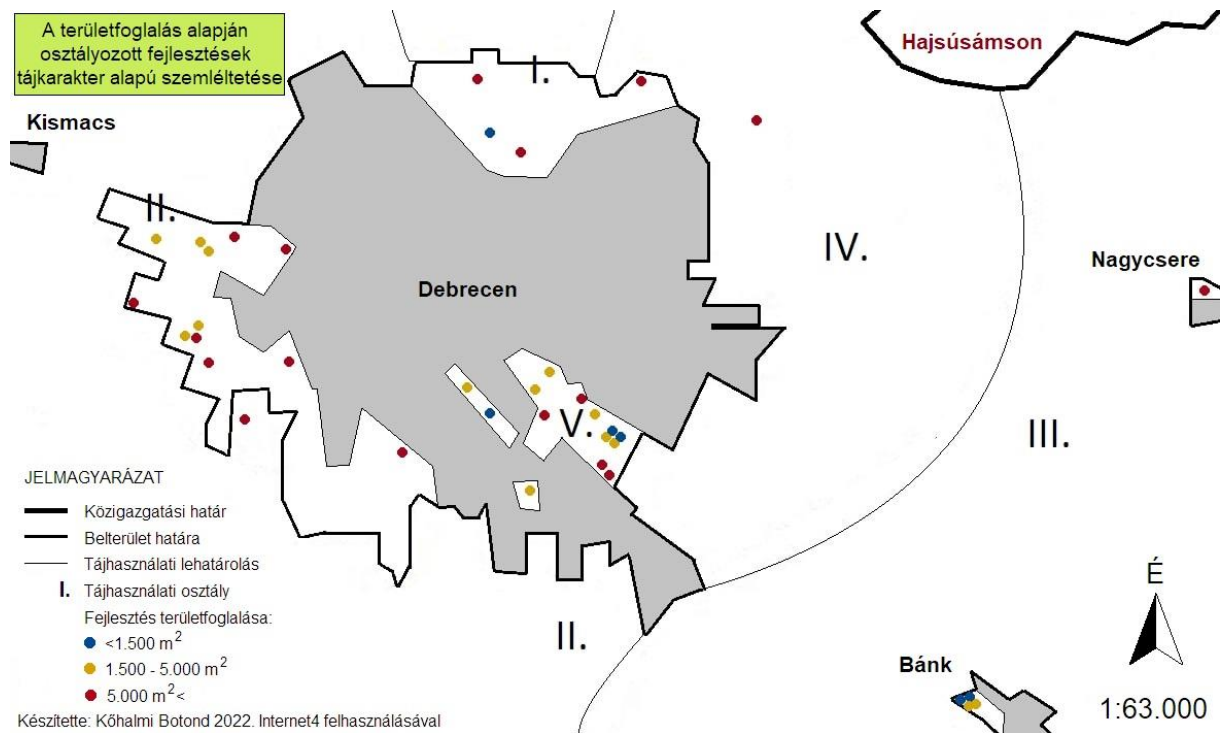 A területfoglalás alapján
osztályozott fejlesztések
tájkarakter alapú szemléltetése
Hajsúsámson
Kismacs
I.
II.
IV.
Nagycsere
Debrecen
V.
III.
JELMAGYARÁZAT
Közigazgatási határ
Belterület határa
Tájhasználati lehatárolás
I. Tájhasználati osztály
Fejlesztés területfoglalása:
<1.500 m²
1.500 - 5.000 m²
5.000 m²<
II.
É
Bánk
1:63.000
Készítette: Kőhalmi Botond 2022. Internet4 felhasználásával